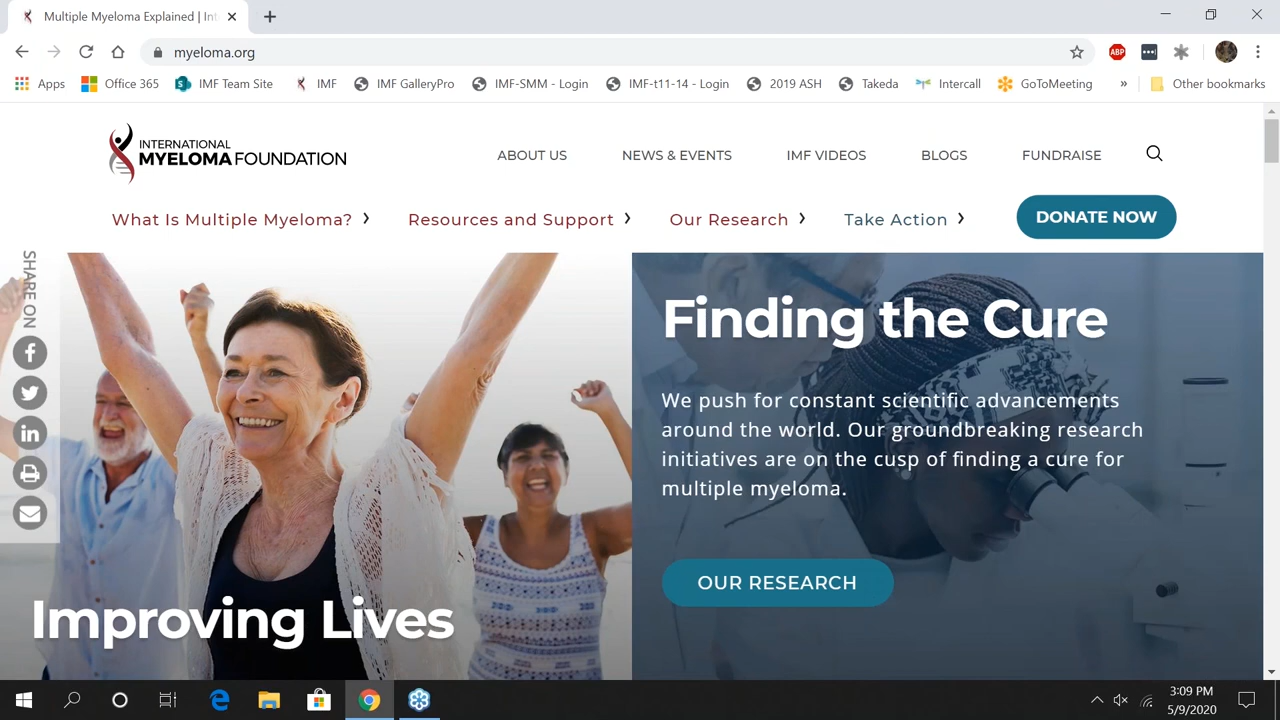 Multiple Myeloma Explained | Int
myeloma.org
ABP
Apps
Office 365
IMF Team Site
IMF
IMF GalleryPro
IMF-SMM - Login
IMF-t11-14 - Login
2019 ASH
Takeda
Intercall
GoToMeeting
»
Other bookmarks
INTERNATIONAL
MYELOMA FOUNDATION
ABOUT US
NEWS & EVENTS
IMF VIDEOS
BLOGS
FUNDRAISE
What Is Multiple Myeloma?
Resources and Support
Our Research
Take Action
DONATE NOW
SHARE ON
Improving Lives
Finding the Cure
We push for constant scientific advancements
around the world. Our groundbreaking research
initiatives are on the cusp of finding a cure for
multiple myeloma.
OUR RESEARCH
3:09 PM
5/9/2020